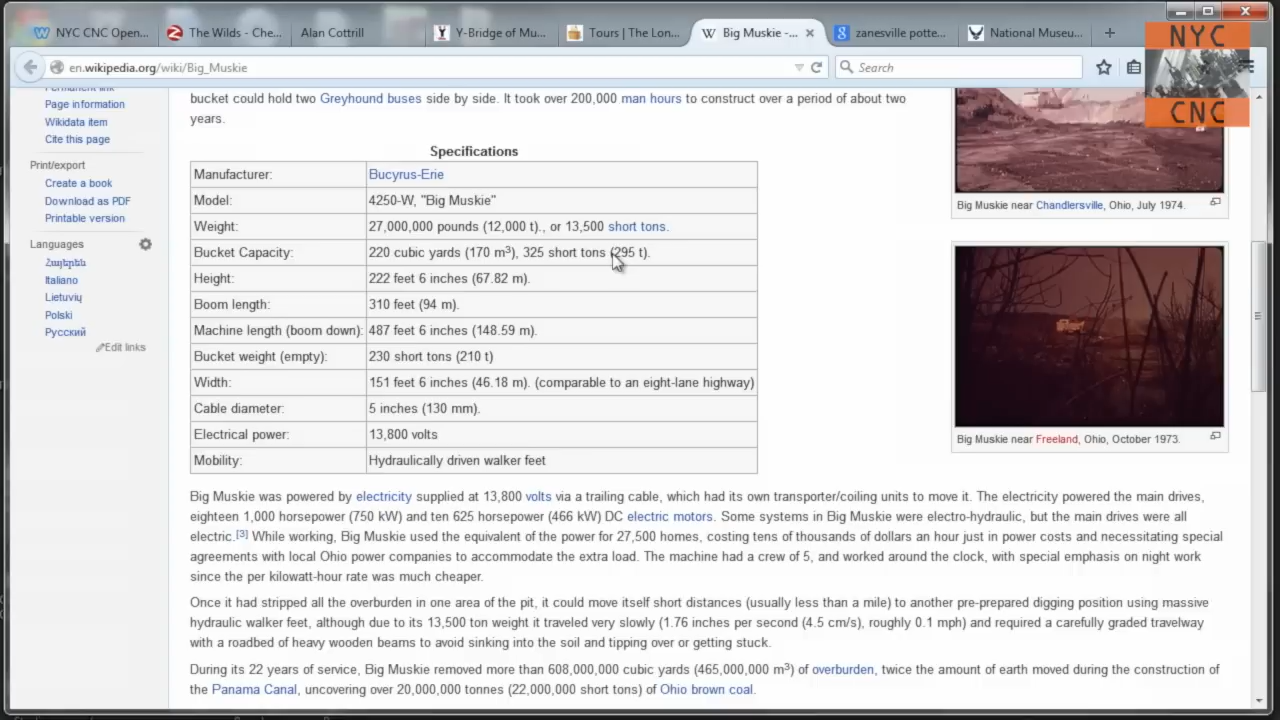 NYC CNC Open...
The Wilds - Che...
Alan Cottrill
Y-Bridge of Mu...
Tours | The Lon...
Big Muskie -...
zanesville potte...
National Museu...
en.wikipedia.org/wiki/Big_Muskie
Search
NYC
CNC
Permanent link
Page information
Wikidata item
Cite this page
Print/export
Create a book
Download as PDF
Printable version
Languages
Հայերեն
Italiano
Lietuvių
Polski
Русский
Edit links
bucket could hold two Greyhound buses side by side. It took over 200,000 man hours to construct over a period of about two
years.
Specifications
Manufacturer: Bucyrus-Erie
Model: 4250-W, "Big Muskie"
Weight: 27,000,000 pounds (12,000 t)., or 13,500 short tons.
Bucket Capacity: 220 cubic yards (170 m³), 325 short tons (295 t).
Height: 222 feet 6 inches (67.82 m).
Boom length: 310 feet (94 m).
Machine length (boom down): 487 feet 6 inches (148.59 m).
Bucket weight (empty): 230 short tons (210 t)
Width: 151 feet 6 inches (46.18 m). (comparable to an eight-lane highway)
Cable diameter: 5 inches (130 mm).
Electrical power: 13,800 volts
Mobility: Hydraulically driven walker feet
Big Muskie near Chandlersville, Ohio, July 1974.
Big Muskie near Freeland, Ohio, October 1973.
Big Muskie was powered by electricity supplied at 13,800 volts via a trailing cable, which had its own transporter/coiling units to move it. The electricity powered the main drives,
eighteen 1,000 horsepower (750 kW) and ten 625 horsepower (466 kW) DC electric motors. Some systems in Big Muskie were electro-hydraulic, but the main drives were all
electric.[3] While working, Big Muskie used the equivalent of the power for 27,500 homes, costing tens of thousands of dollars an hour just in power costs and necessitating special
agreements with local Ohio power companies to accommodate the extra load. The machine had a crew of 5, and worked around the clock, with special emphasis on night work
since the per kilowatt-hour rate was much cheaper.
Once it had stripped all the overburden in one area of the pit, it could move itself short distances (usually less than a mile) to another pre-prepared digging position using massive
hydraulic walker feet, although due to its 13,500 ton weight it traveled very slowly (1.76 inches per second (4.5 cm/s), roughly 0.1 mph) and required a carefully graded travelway
with a roadbed of heavy wooden beams to avoid sinking into the soil and tipping over or getting stuck.
During its 22 years of service, Big Muskie removed more than 608,000,000 cubic yards (465,000,000 m³) of overburden, twice the amount of earth moved during the construction of
the Panama Canal, uncovering over 20,000,000 tonnes (22,000,000 short tons) of Ohio brown coal.